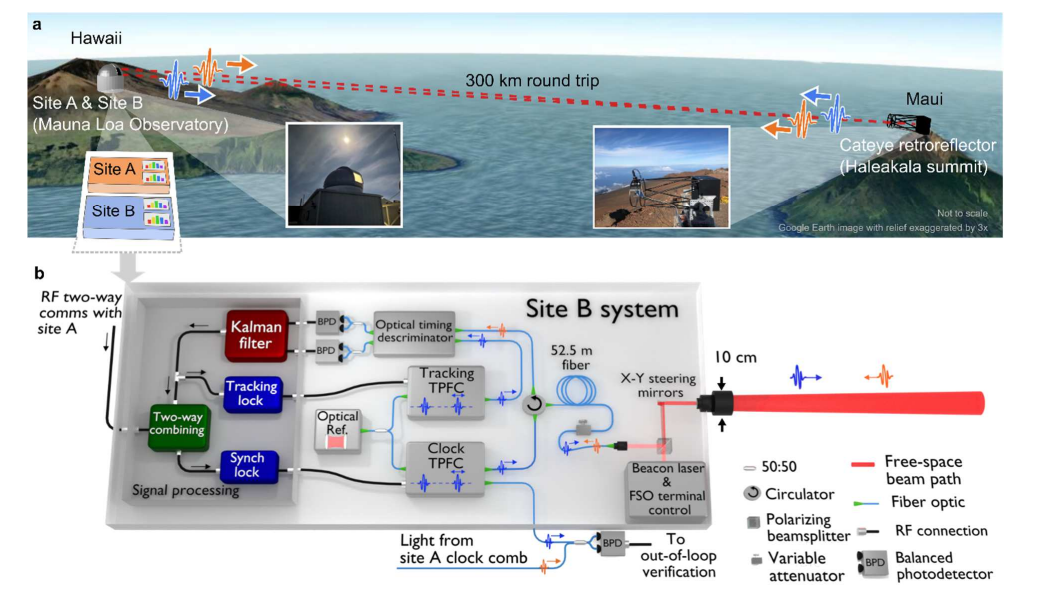 a
Hawaii
300 km round trip
Maui
Site A & Site B
(Mauna Loa Observatory)
Cateye retroreflector
(Haleakala summit)
Site A
Site B
Not to scale
Google Earth image with relief exaggerated by 3x
b
RF two-way
comms with
site A
Site B system
Kalman
filter
BPD
BPD
Optical timing
descriminator
Tracking
lock
Tracking
TPFC
52.5 m
fiber
X-Y steering
mirrors
10 cm
Two-way
combining
Optical
Ref.
Synch
lock
Clock
TPFC
Signal processing
Beacon laser
&
FSO terminal
control
Light from
site A clock comb
BPD
To
out-of-loop
verification
50:50
Circulator
Polarizing
beamsplitter
Variable
attenuator
Free-space
beam path
Fiber optic
RF connection
BPD
Balanced
photodetector